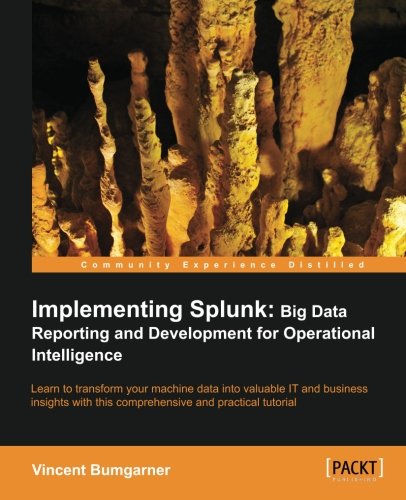 Community Experience Distilled
Implementing Splunk: Big Data
Reporting and Development for Operational
Intelligence
Learn to transform your machine data into valuable IT and business
insights with this comprehensive and practical tutorial
Vincent Bumgarner
[PACKT]
PUBLISHING